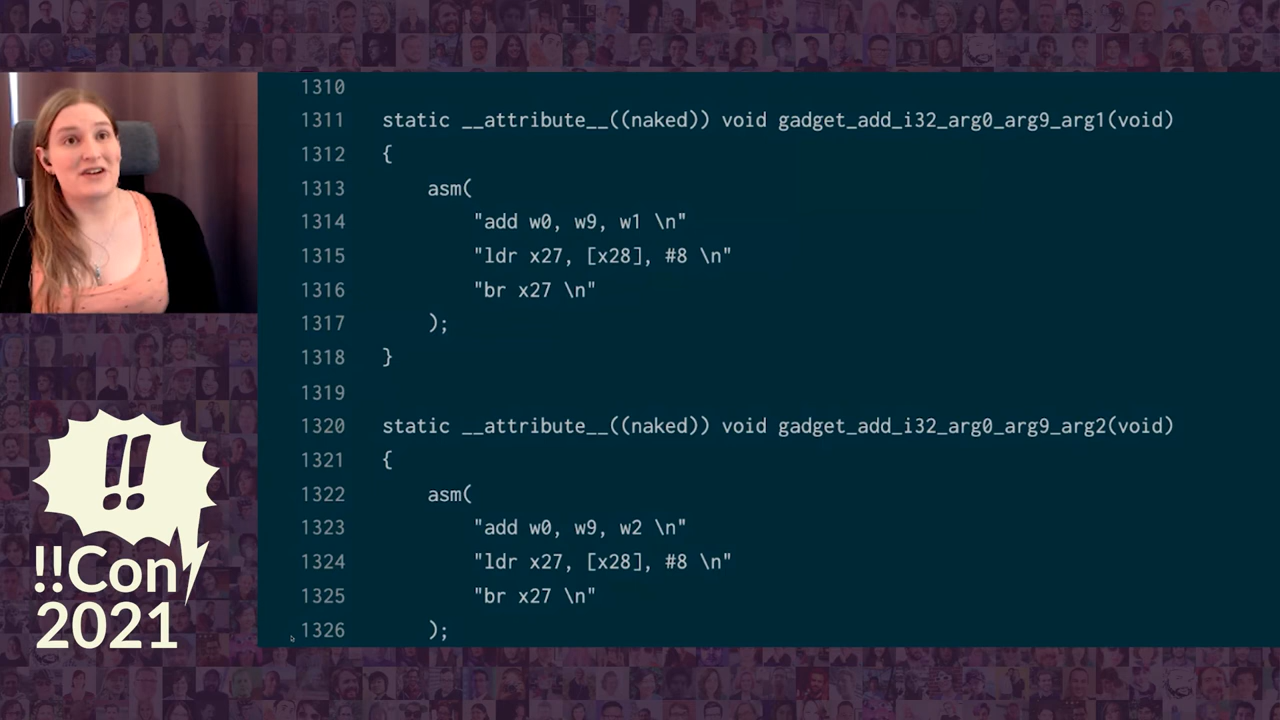 1310
1311 static __attribute__((naked)) void gadget_add_i32_arg0_arg9_arg1(void)
1312 {
1313 asm(
1314 "add w0, w9, w1 \n"
1315 "ldr x27, [x28], #8 \n"
1316 "br x27 \n"
1317 );
1318 }
1319
1320 static __attribute__((naked)) void gadget_add_i32_arg0_arg9_arg2(void)
1321 {
1322 asm(
1323 "add w0, w9, w2 \n"
1324 "ldr x27, [x28], #8 \n"
1325 "br x27 \n"
1326 );
!!
!!Con
2021